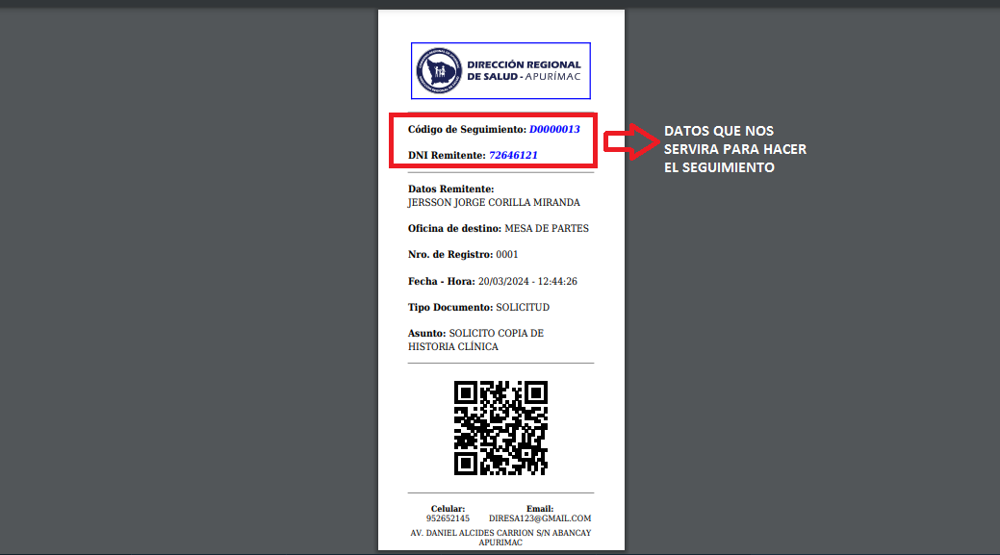 DIRECCIÓN REGIONAL
DE SALUD - APURÍMAC
Código de Seguimiento: D0000013
DNI Remitente: 72646121
DATOS QUE NOS
SERVIRA PARA HACER
EL SEGUIMIENTO
Datos Remitente:
JERSSON JORGE CORILLA MIRANDA
Oficina de destino: MESA DE PARTES
Nro. de Registro: 0001
Fecha - Hora: 20/03/2024 - 12:44:26
Tipo Documento: SOLICITUD
Asunto: SOLICITO COPIA DE
HISTORIA CLÍNICA
Celular: Email:
952652145 DIRESA123@GMAIL.COM
AV. DANIEL ALCIDES CARRION S/N ABANCAY
APURIMAC